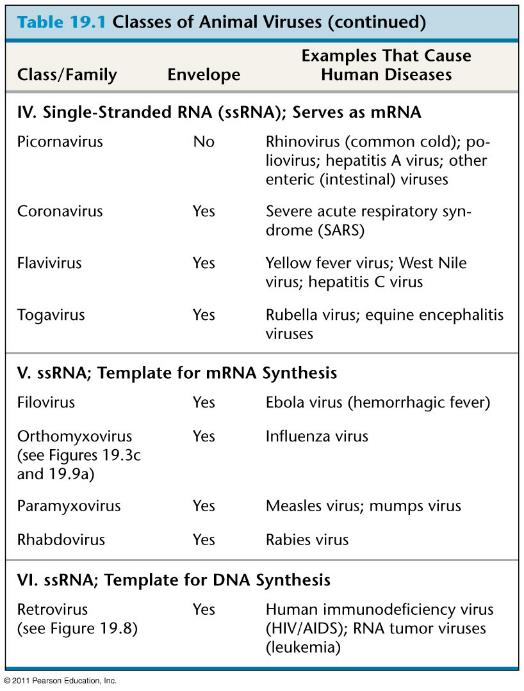 Table 19.1 Classes of Animal Viruses (continued)
Class/Family Envelope Examples That Cause
Human Diseases
IV. Single-Stranded RNA (ssRNA); Serves as mRNA
Picornavirus No Rhinovirus (common cold); po-
liovirus; hepatitis A virus; other
enteric (intestinal) viruses
Coronavirus Yes Severe acute respiratory syn-
drome (SARS)
Flavivirus Yes Yellow fever virus; West Nile
virus; hepatitis C virus
Togavirus Yes Rubella virus; equine encephalitis
viruses
V. ssRNA; Template for mRNA Synthesis
Filovirus Yes Ebola virus (hemorrhagic fever)
Orthomyxovirus Yes Influenza virus
(see Figures 19.3c
and 19.9a)
Paramyxovirus Yes Measles virus; mumps virus
Rhabdovirus Yes Rabies virus
VI. ssRNA; Template for DNA Synthesis
Retrovirus Yes Human immunodeficiency virus
(see Figure 19.8) (HIV/AIDS); RNA tumor viruses
(leukemia)
© 2011 Pearson Education, Inc.